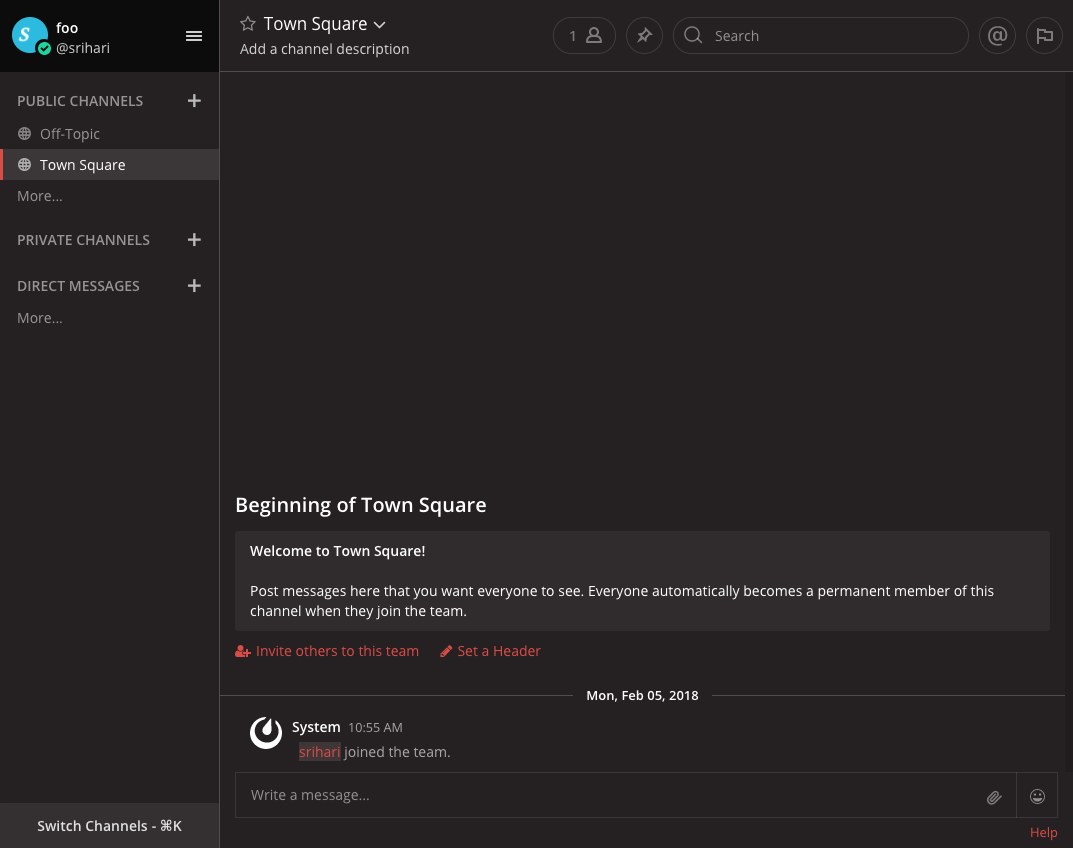 S
foo
@srihari
PUBLIC CHANNELS
Off-Topic
Town Square
More...
PRIVATE CHANNELS
DIRECT MESSAGES
More...
Switch Channels - ⌘K
Town Square
Add a channel description
1
Search
@
Beginning of Town Square
Welcome to Town Square!
Post messages here that you want everyone to see. Everyone automatically becomes a permanent member of this
channel when they join the team.
Invite others to this team Set a Header
Mon, Feb 05, 2018
System 10:55 AM
srihari joined the team.
Write a message...
Help